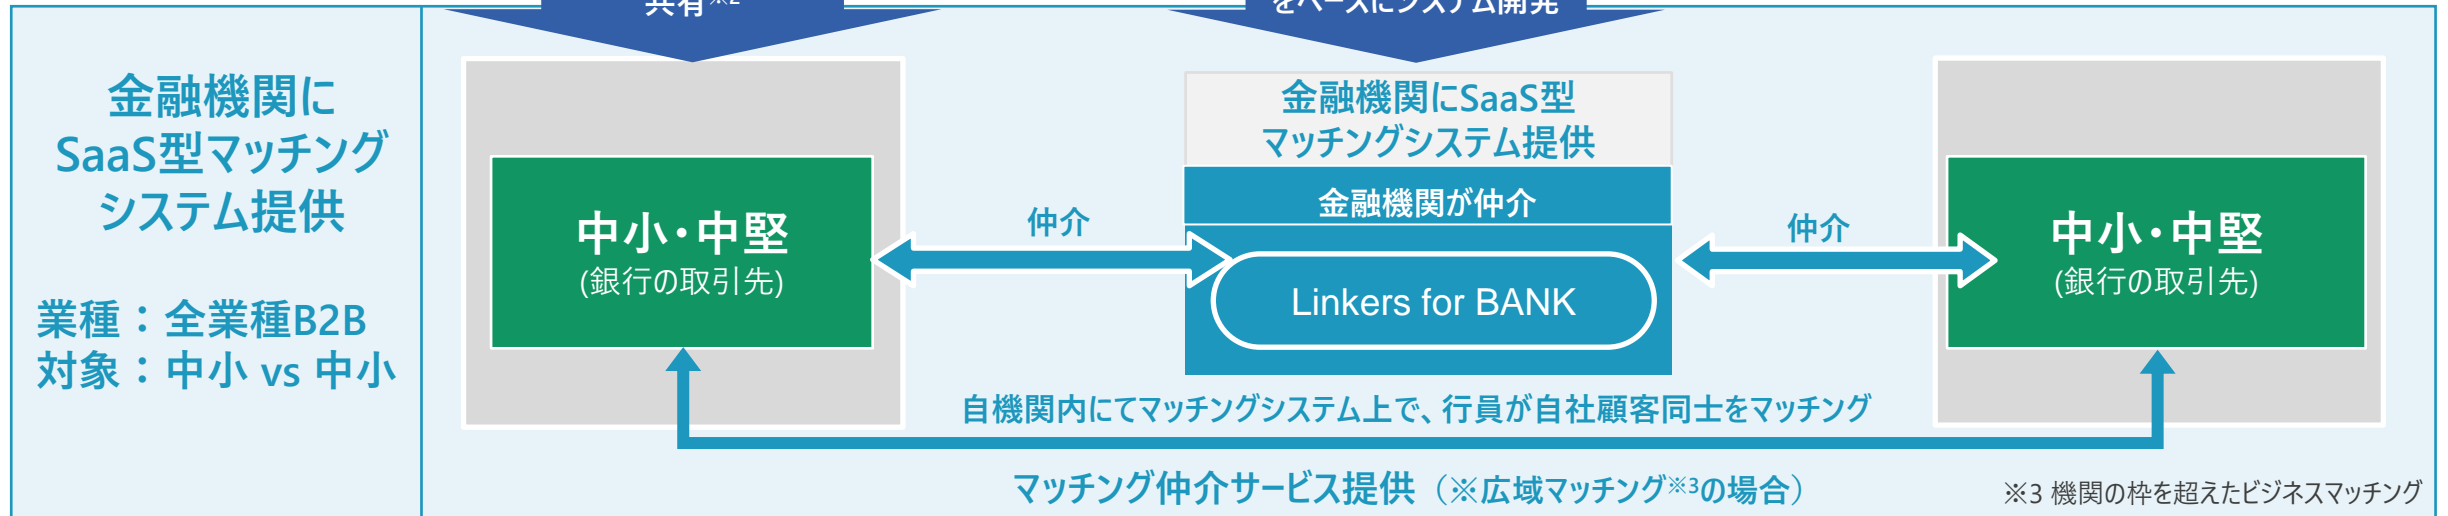 共有※2
をベースにシステム開発
金融機関に
SaaS型マッチング
システム提供
業種：全業種B2B
対象：中小 vs 中小
中小・中堅
(銀行の取引先)
仲介
金融機関にSaaS型
マッチングシステム提供
金融機関が仲介
Linkers for BANK
仲介
中小・中堅
(銀行の取引先)
自機関内にてマッチングシステム上で、行員が自社顧客同士をマッチング
マッチング仲介サービス提供（※広域マッチング※3の場合）
※3 機関の枠を超えたビジネスマッチング